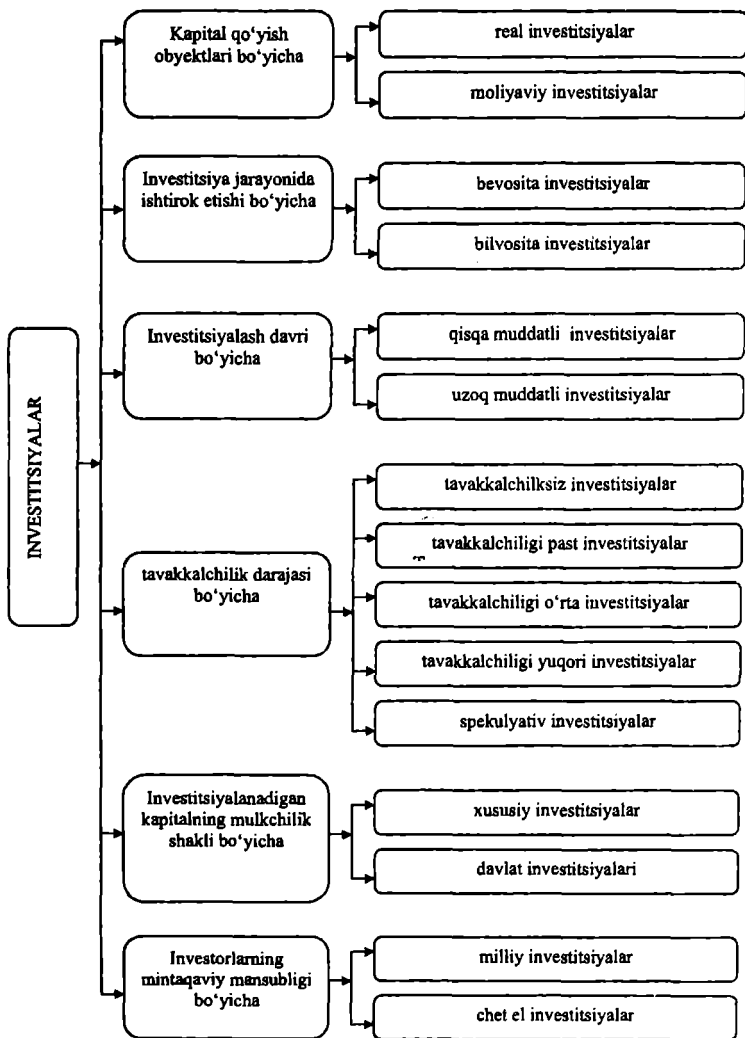 INVESTITSIYALAR
Kapital qo‘yish
obyektlari bo‘yicha
real investitsiyalar
moliyaviy investitsiyalar
Investitsiya jarayonida
ishtirok etishi bo‘yicha
bevosita investitsiyalar
bilvosita investitsiyalar
Investitsiyalash davri
bo‘yicha
qisqa muddatli investitsiyalar
uzoq muddatli investitsiyalar
tavakkalchilik darajasi
bo‘yicha
tavakkalchilksiz investitsiyalar
tavakkalchiligi past investitsiyalar
tavakkalchiligi o‘rta investitsiyalar
tavakkalchiligi yuqori investitsiyalar
spekulyativ investitsiyalar
Investitsiyalanadigan
kapitalning mulkchilik
shakli bo‘yicha
xususiy investitsiyalar
davlat investitsiyalari
Investorlarning
mintaqaviy mansubligi
bo‘yicha
milliy investitsiyalar
chet el investitsiyalar